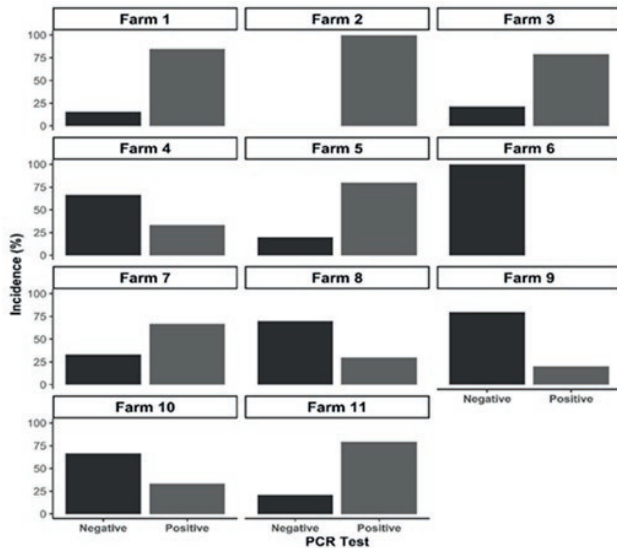 Farm 1 Farm 2 Farm 3
100
75
50
25
0
Farm 4 Farm 5 Farm 6
100
75
50
25
0
Farm 7 Farm 8 Farm 9
100
75
50
25
0
Negative Positive
Farm 10 Farm 11
100
75
50
25
0
Negative Positive Negative Positive
PCR Test
Incidence (%)